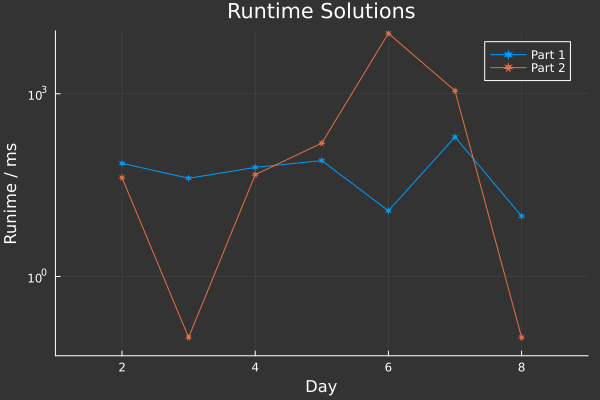 Runtime Solutions
Part 1
Part 2
10³
10⁰
Runime / ms
2 4 6 8
Day